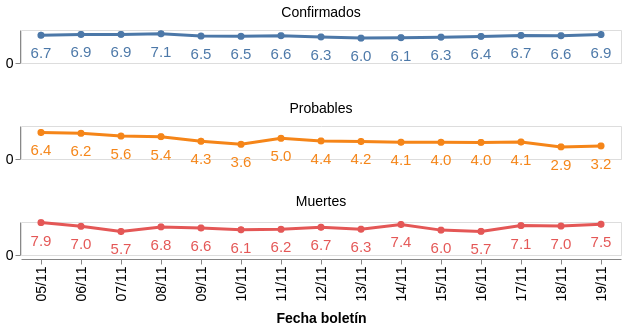 Confirmados
0
6.7 6.9 6.9 7.1 6.5 6.5 6.6 6.3 6.0 6.1 6.3 6.4 6.7 6.6 6.9
Probables
0
6.4 6.2 5.6 5.4 4.3 3.6 5.0 4.4 4.2 4.1 4.0 4.0 4.1 2.9 3.2
Muertes
0
7.9 7.0 5.7 6.8 6.6 6.1 6.2 6.7 6.3 7.4 6.0 5.7 7.1 7.0 7.5
05/11 06/11 07/11 08/11 09/11 10/11 11/11 12/11 13/11 14/11 15/11 16/11 17/11 18/11 19/11
Fecha boletín